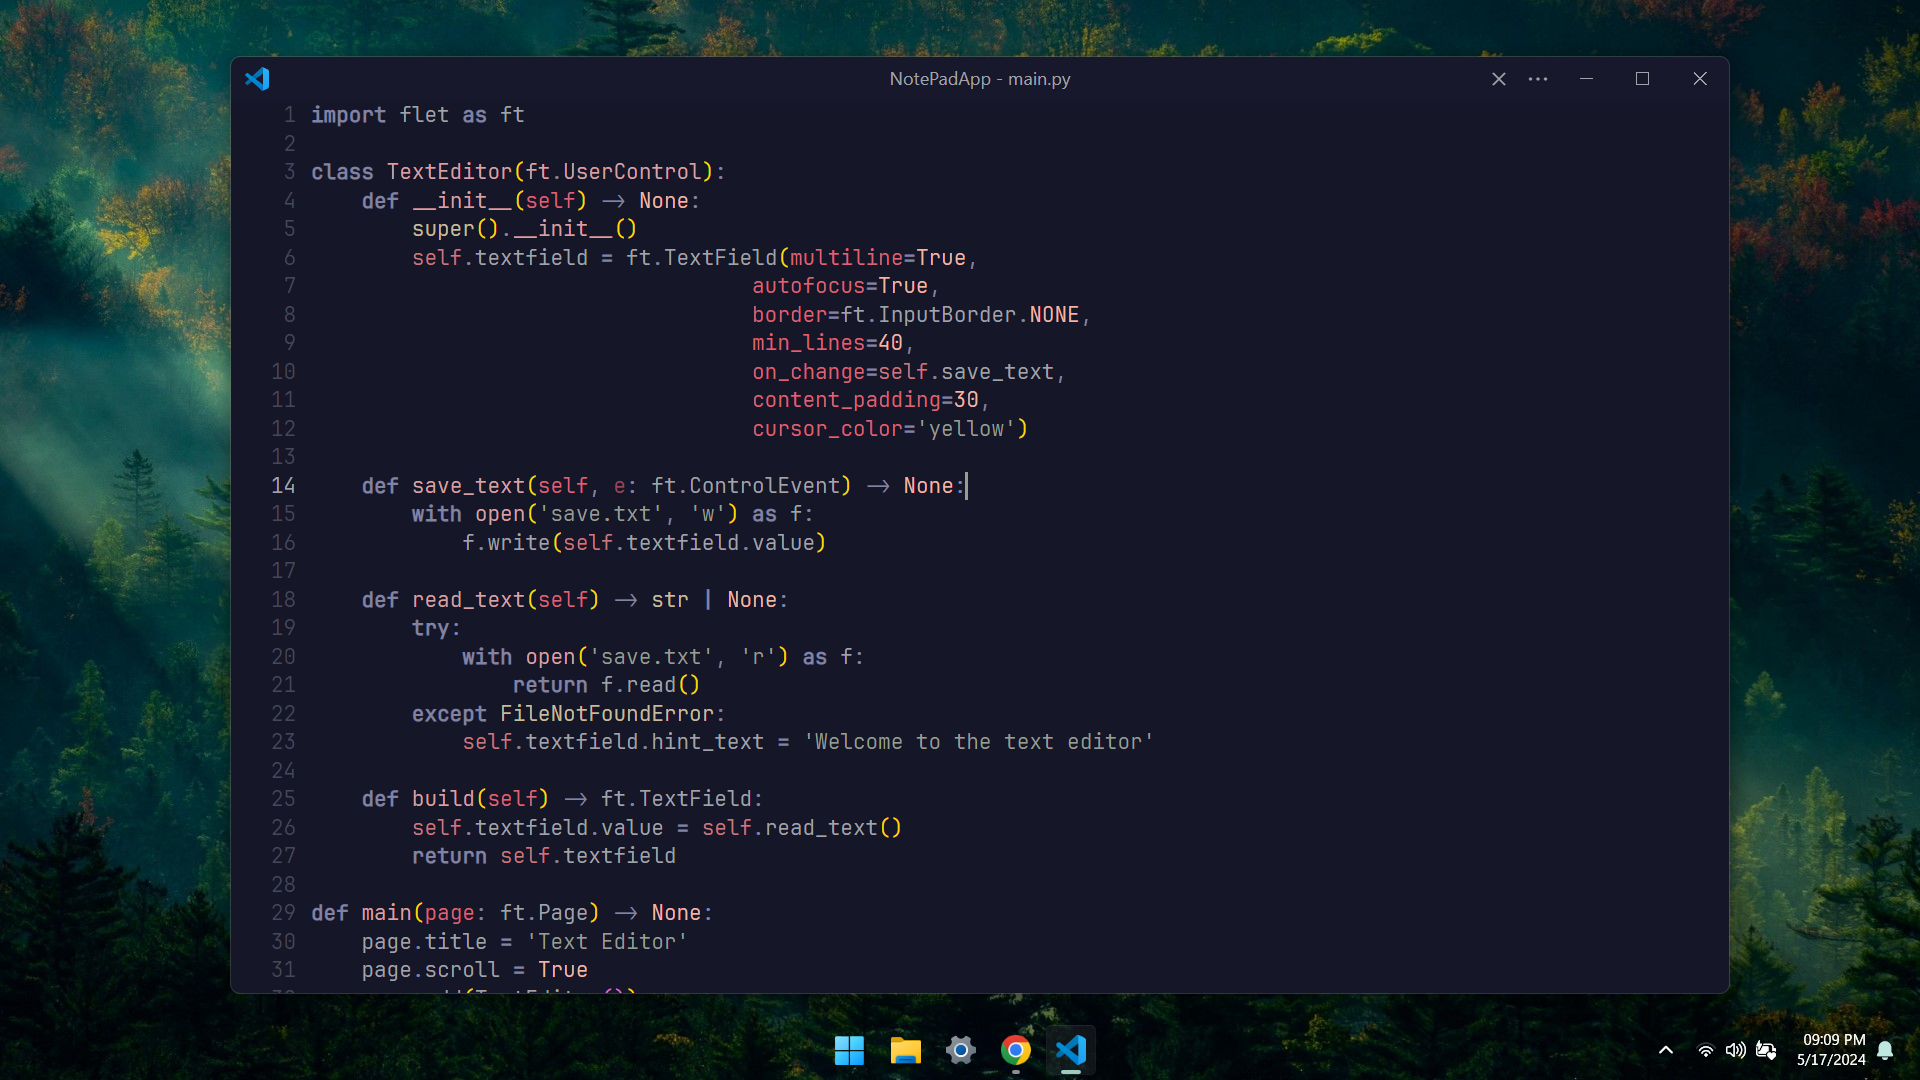 NotePadApp - main.py
1 import flet as ft
2
3 class TextEditor(ft.UserControl):
4     def __init__(self) -> None:
5         super().__init__()
6         self.textfield = ft.TextField(multiline=True,
7                                    autofocus=True,
8                                    border=ft.InputBorder.NONE,
9                                    min_lines=40,
10                                    on_change=self.save_text,
11                                    content_padding=30,
12                                    cursor_color='yellow')
13
14     def save_text(self, e: ft.ControlEvent) -> None:
15         with open('save.txt', 'w') as f:
16             f.write(self.textfield.value)
17
18     def read_text(self) -> str | None:
19         try:
20             with open('save.txt', 'r') as f:
21                 return f.read()
22         except FileNotFoundError:
23             self.textfield.hint_text = 'Welcome to the text editor'
24
25     def build(self) -> ft.TextField:
26         self.textfield.value = self.read_text()
27         return self.textfield
28
29 def main(page: ft.Page) -> None:
30     page.title = 'Text Editor'
31     page.scroll = True
09:09 PM
5/17/2024